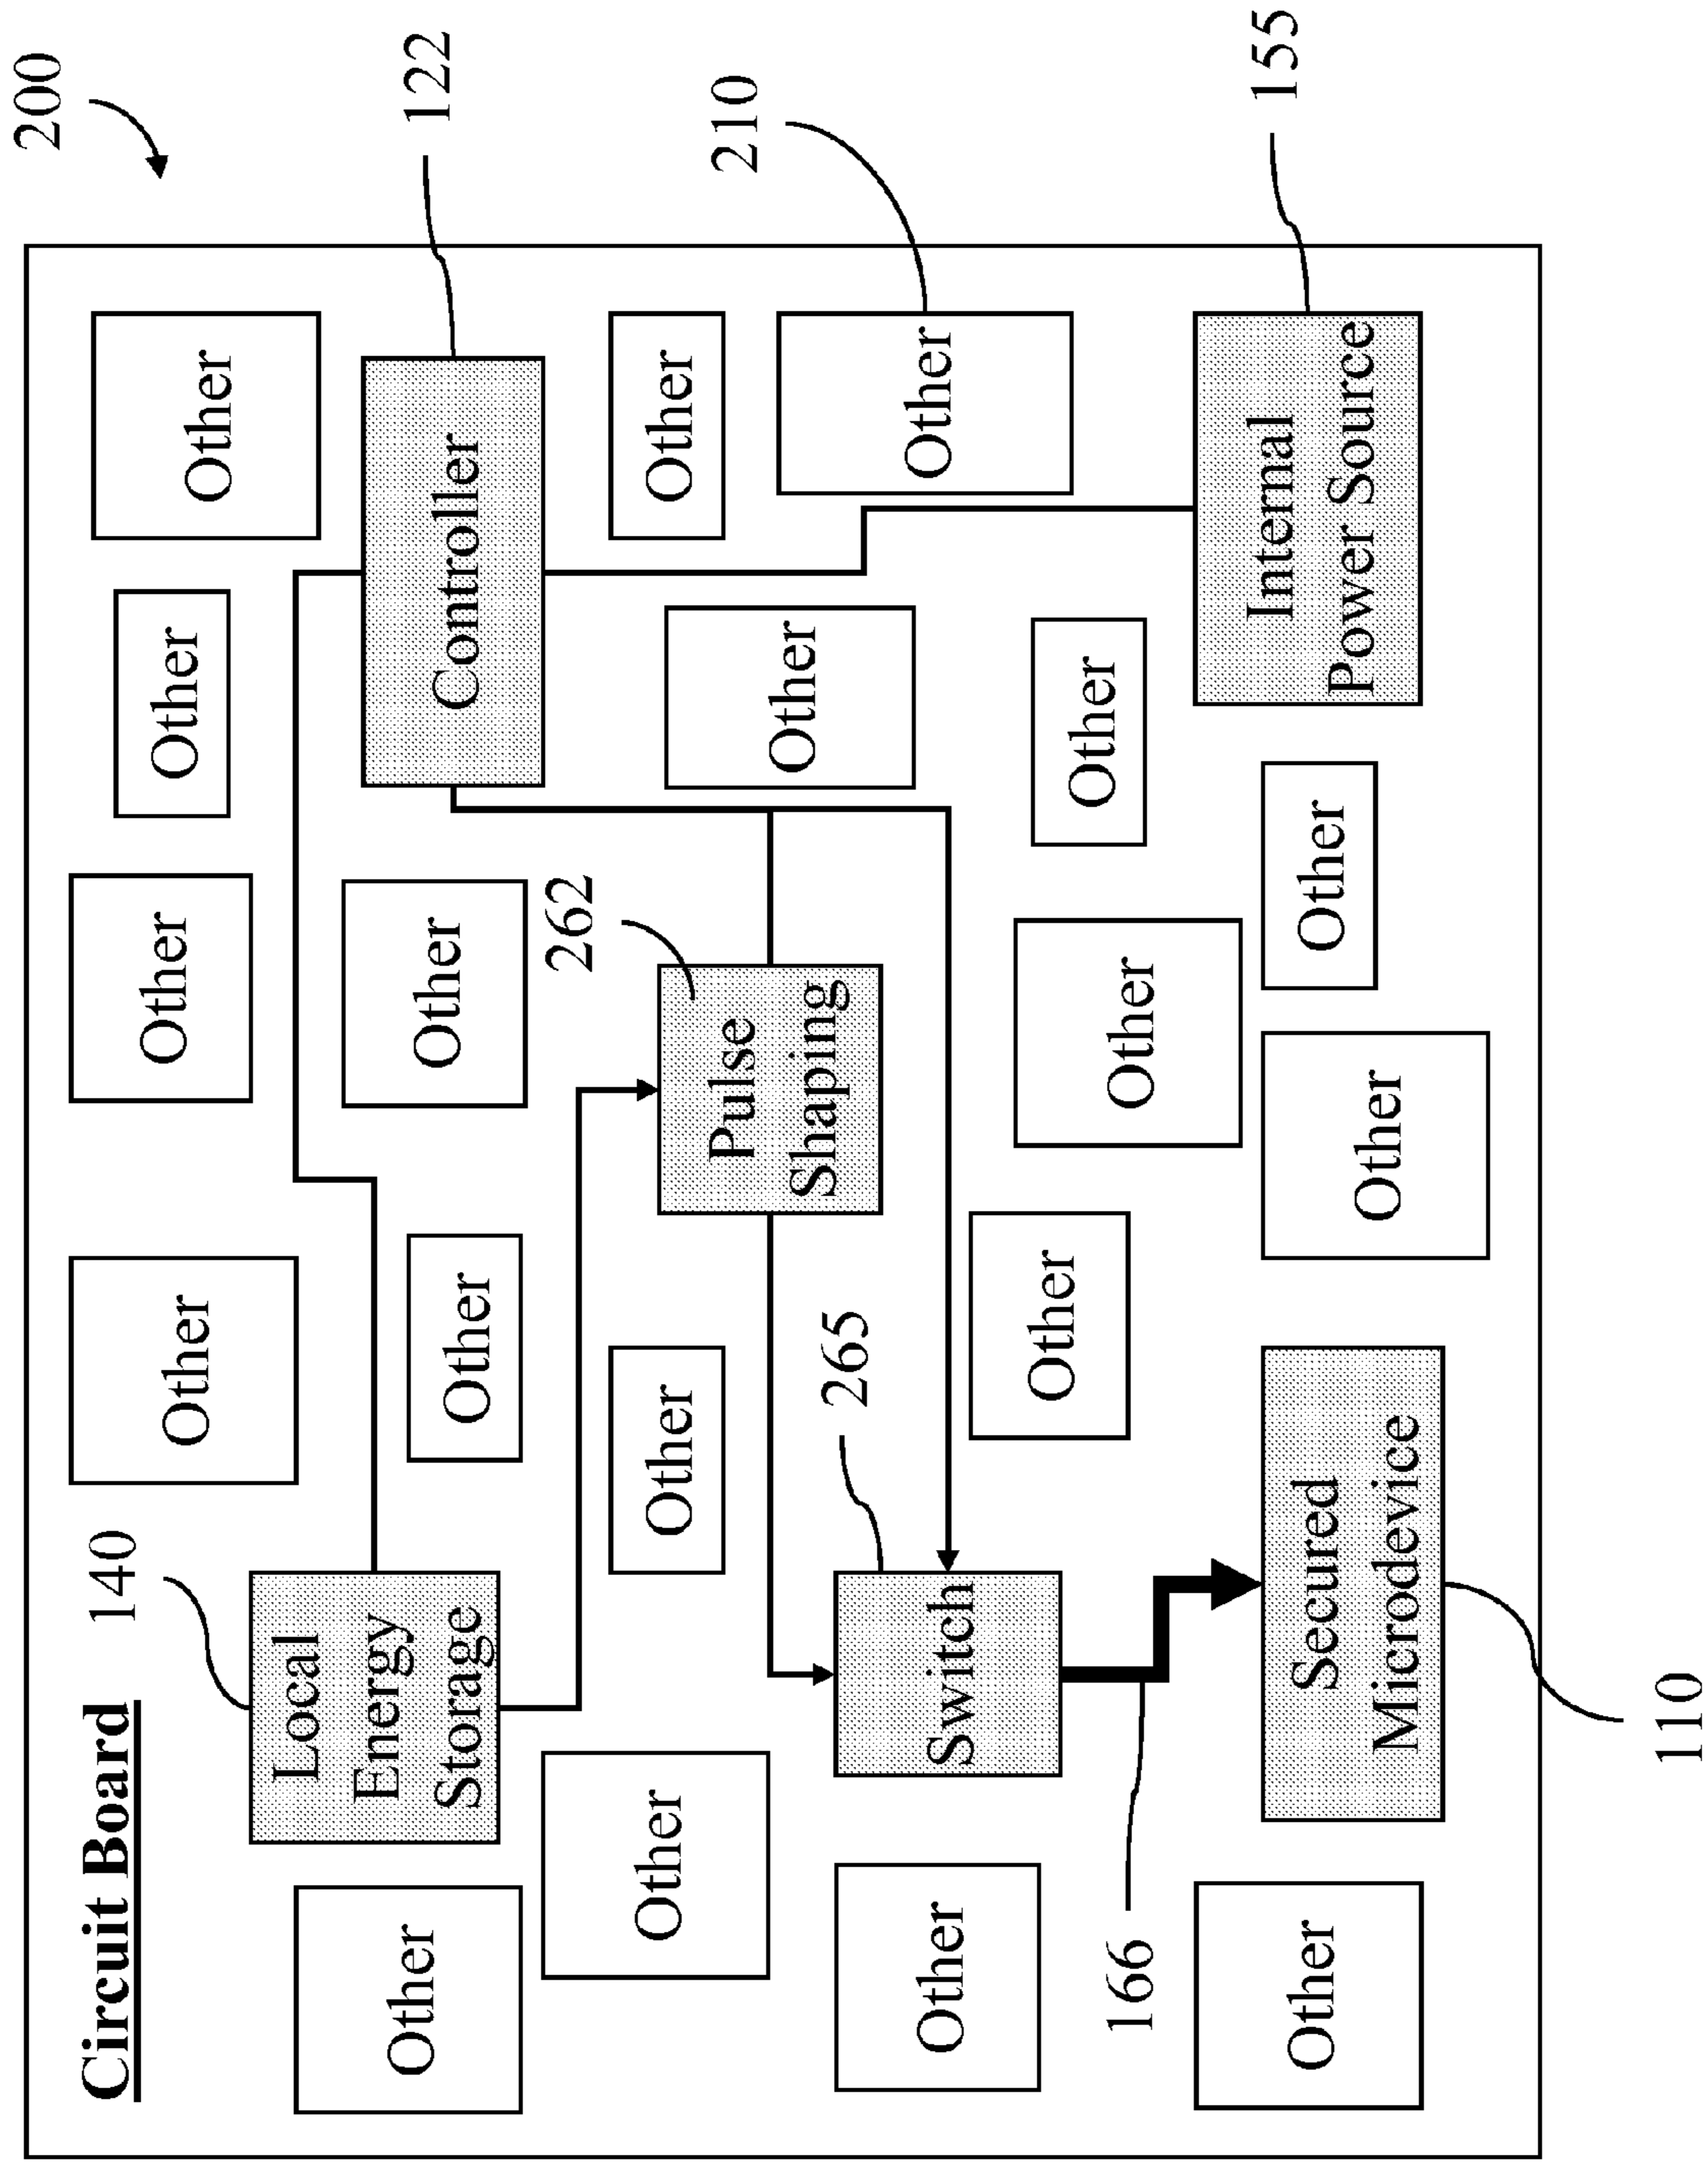 200
Circuit Board
140
Other
Other
Other
Other
122
Other
Local
Energy
Storage
Other
Other
Controller
262
Other
Other
Other
210
Pulse
Shaping
Other
265
Other
Switch
Other
Other
166
Other
Other
155
Other
Secured
Microdevice
Other
Other
Internal
Power Source
110